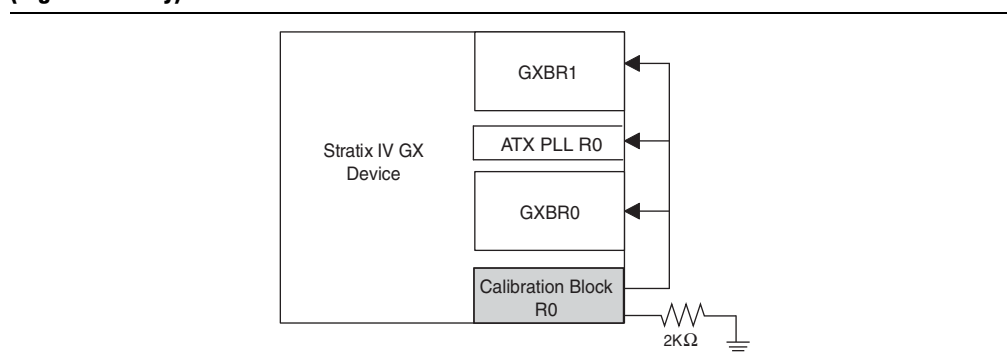 GXBR1
ATX PLL R0
Stratix IV GX
Device
GXBR0
Calibration Block
R0
2KΩ